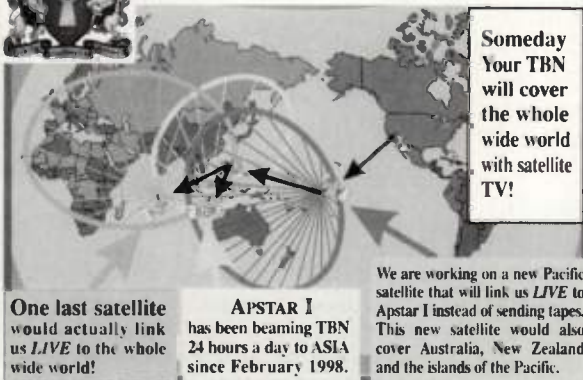 Someday
Your TBN
will cover
the whole
wide world
with satellite
TV!
One last satellite
would actually link
us LIVE to the whole
wide world!
APSTAR I
has been beaming TBN
24 hours a day to ASIA
since February 1998.
We are working on a new Pacific
satellite that will link us LIVE to
Apstar I instead of sending tapes.
This new satellite would also
cover Australia, New Zealand
and the islands of the Pacific.